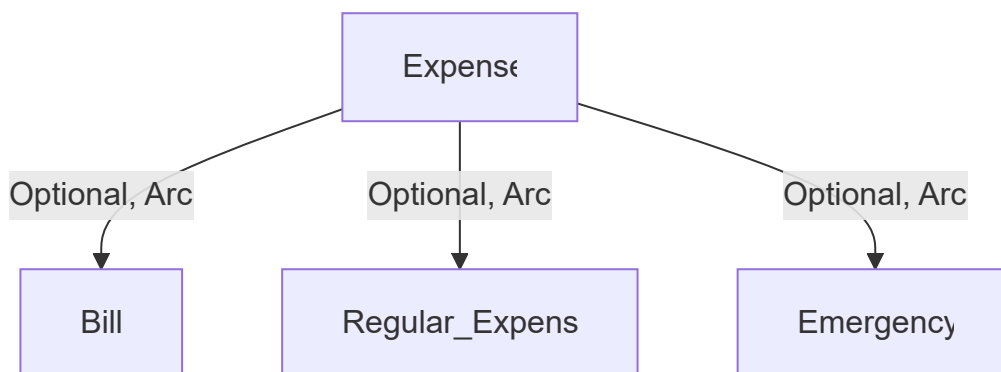 Expense
Optional, Arc
Optional, Arc
Optional, Arc
Bill
Regular_Expens
Emergency